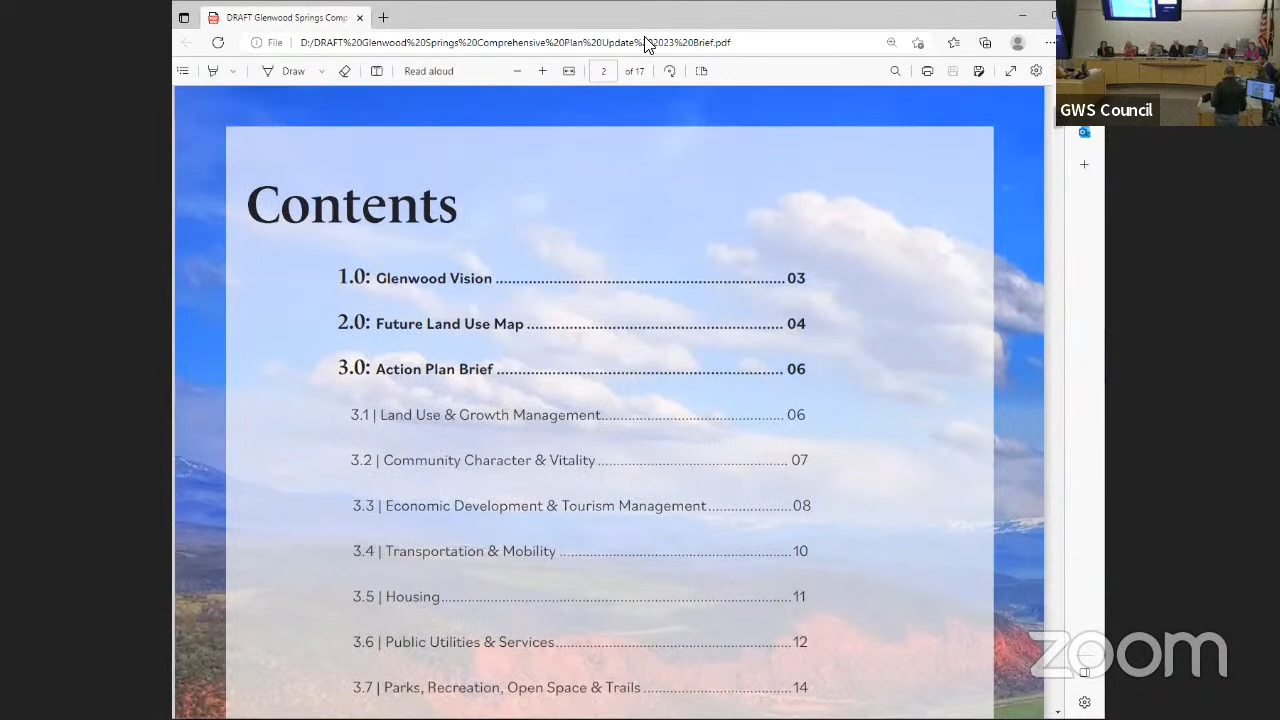 DRAFT Glenwood Springs Comp
File
D:/DRAFT%20Glenwood%20Springs%20Comprehensive%20Plan%20Update%202023%20Brief.pdf
Draw
Read aloud
2 of 17
GWS Council
Contents
1.0: Glenwood Vision ........................................................................ 03
2.0: Future Land Use Map ................................................................ 04
3.0: Action Plan Brief ....................................................................... 06
3.1 | Land Use & Growth Management............................................ 06
3.2 | Community Character & Vitality.............................................. 07
3.3 | Economic Development & Tourism Management.................... 08
3.4 | Transportation & Mobility ........................................................ 10
3.5 | Housing...................................................................................... 11
3.6 | Public Utilities & Services.......................................................... 12
3.7 | Parks, Recreation, Open Space & Trails ................................... 14
zoom